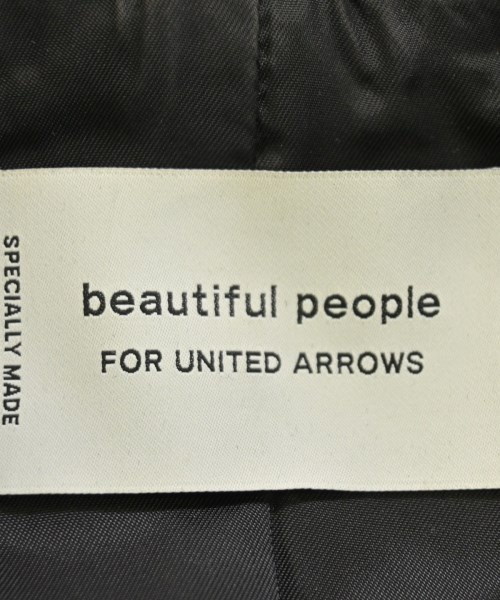 beautiful people
FOR UNITED ARROWS
SPECIALLY MADE